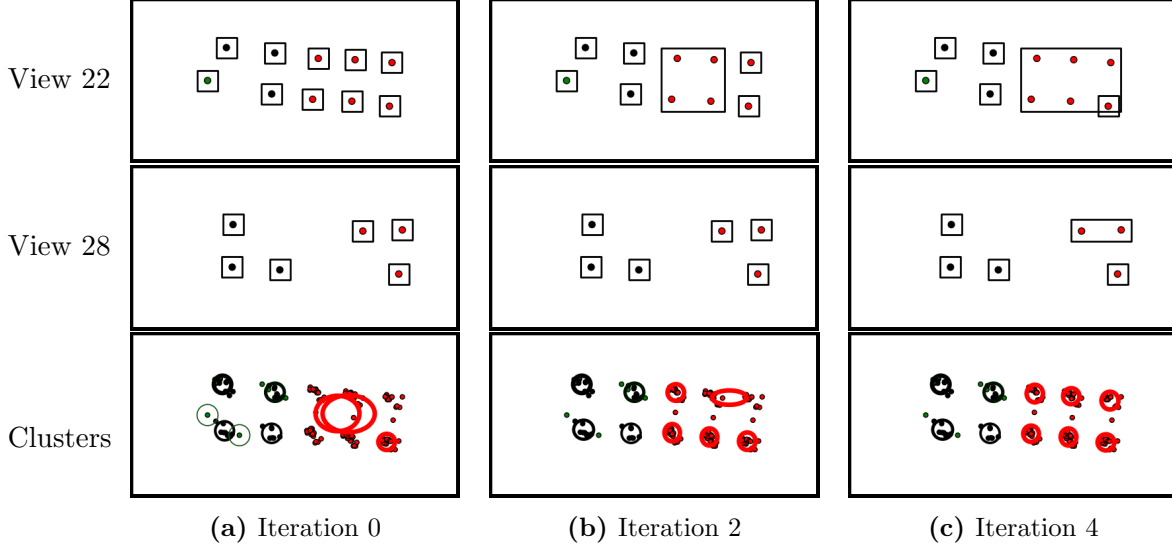 View 22
View 28
Clusters
(a) Iteration 0
(b) Iteration 2
(c) Iteration 4